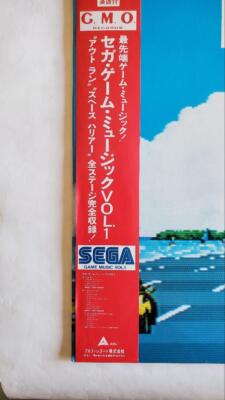 G.M.O
RECORDS
最先端ゲーム・ミュージック!
セガ・ゲーム・ミュージックVOL.1
"アウト ラン" "スペース ハリアー" 全ステージ完全収録!
SEGA
GAME MUSIC VOL.1
アルファレコード株式会社